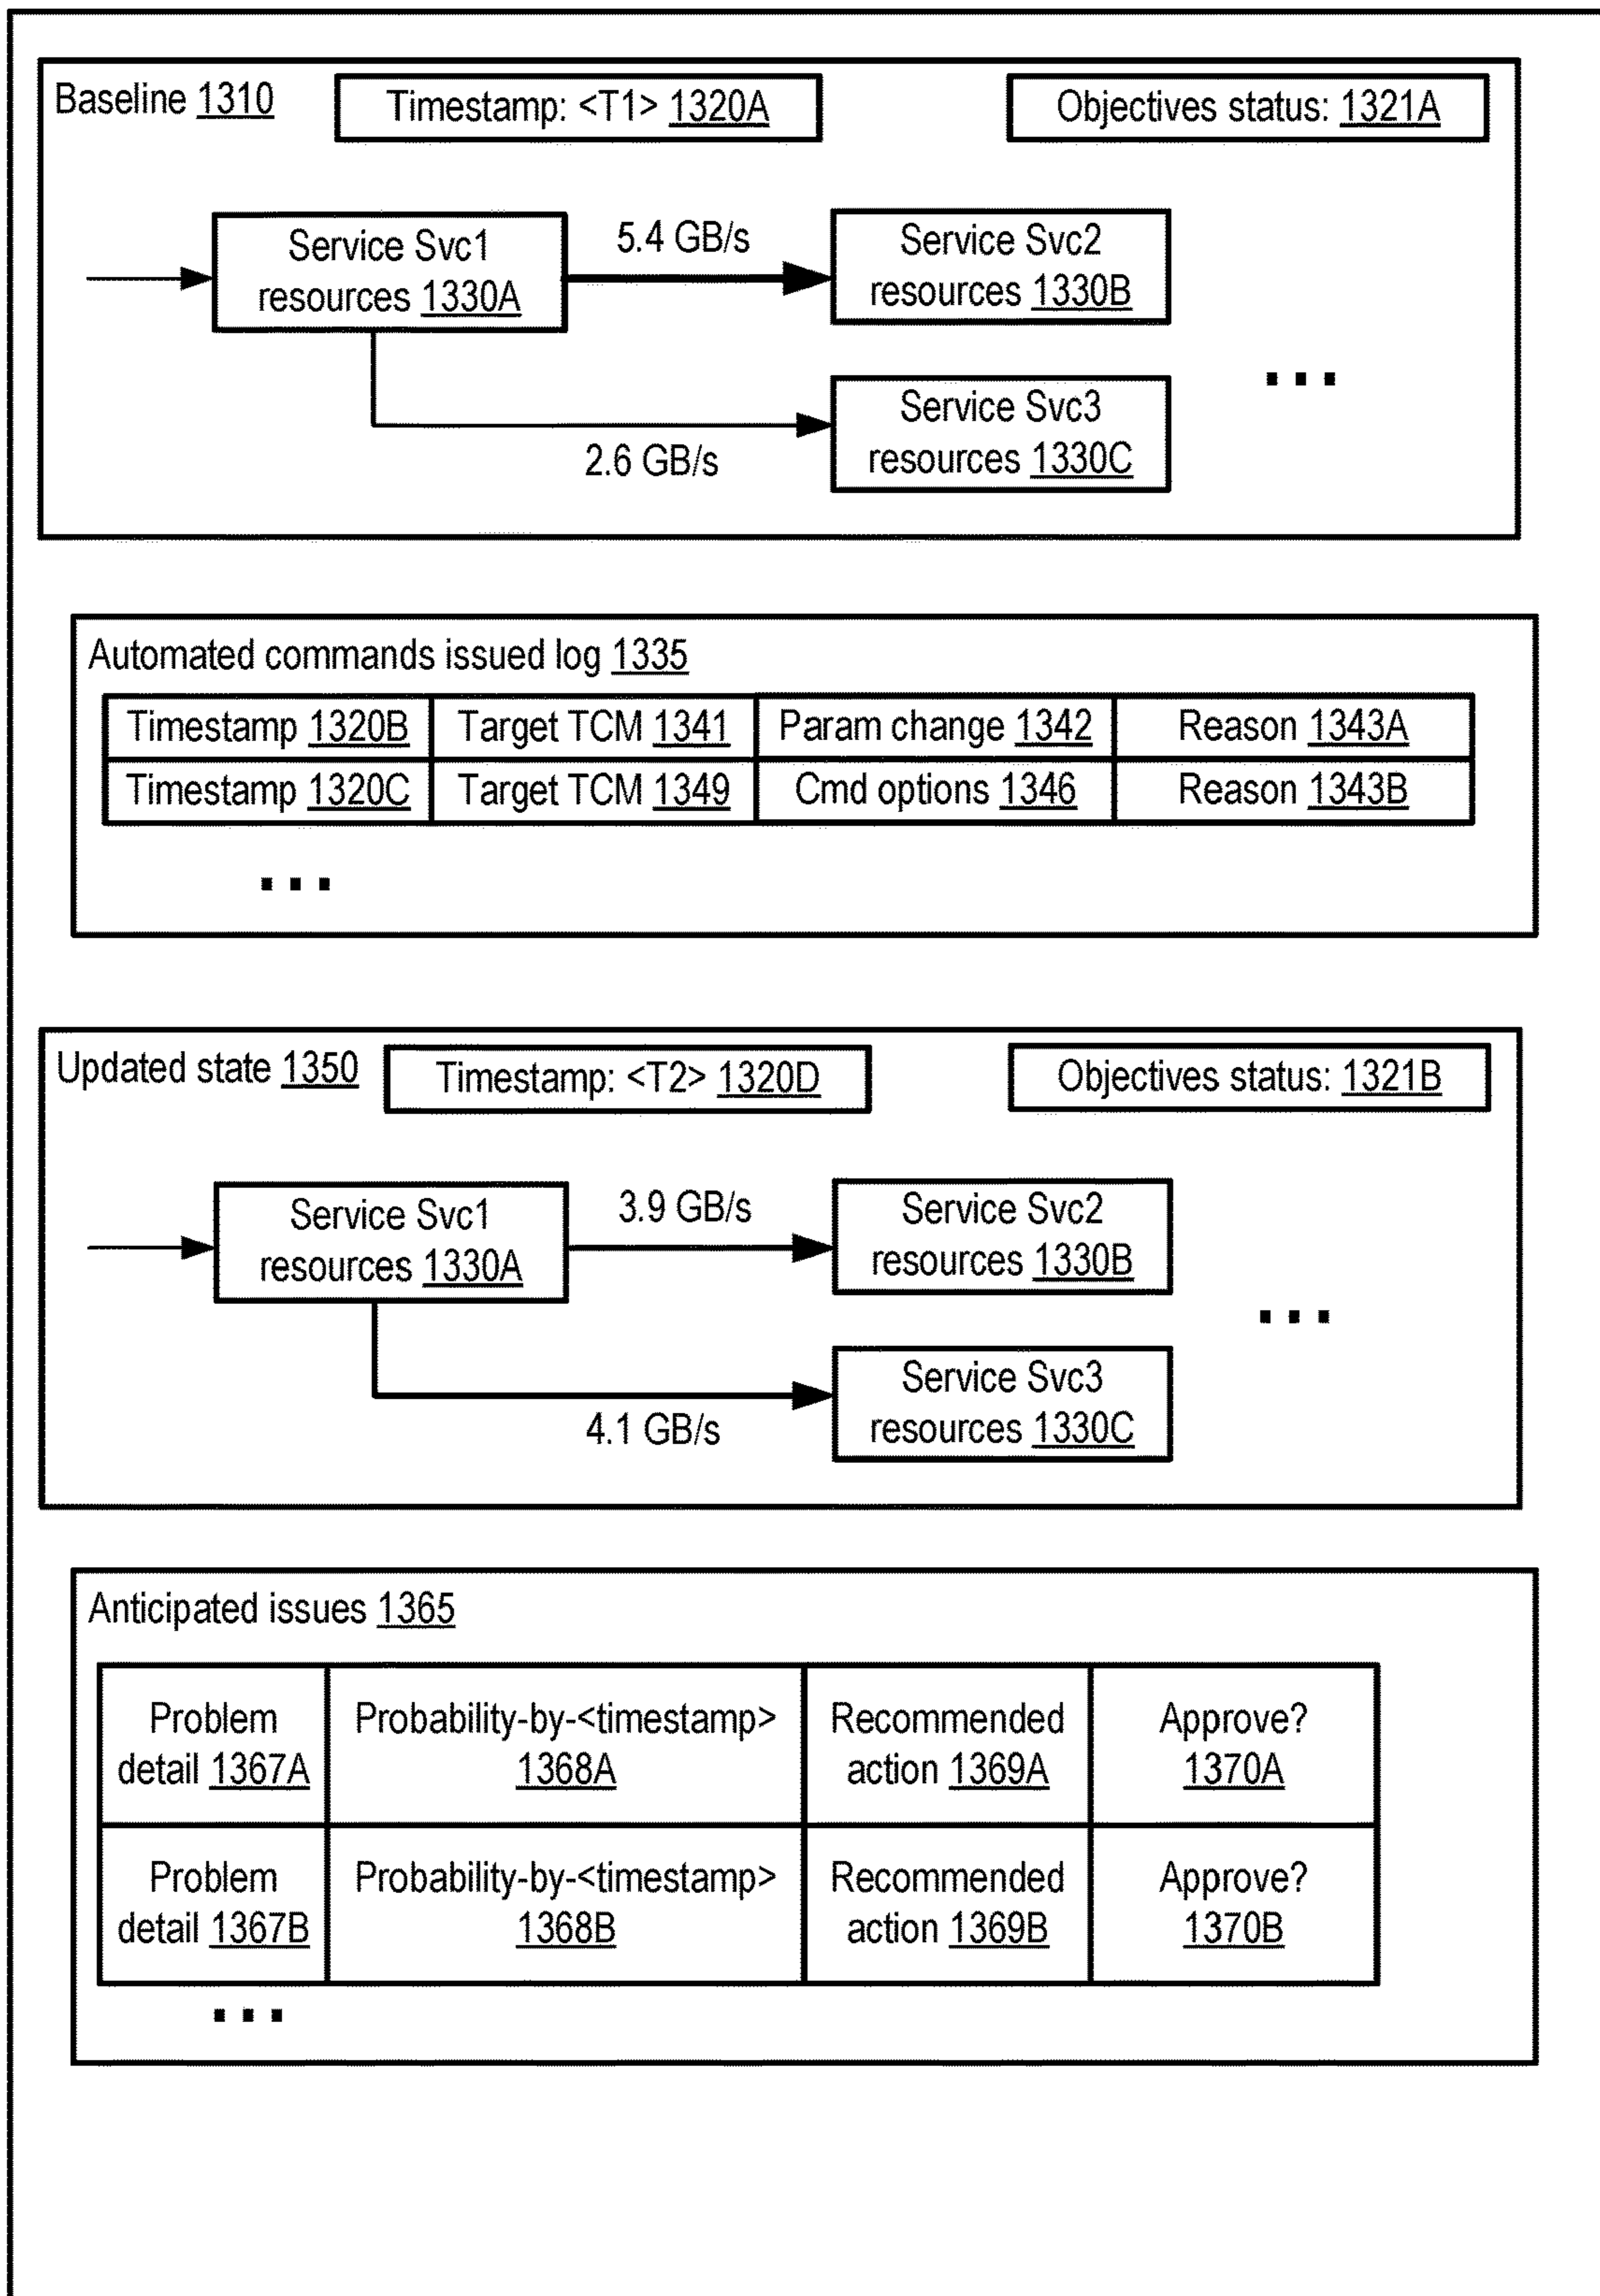 Baseline 1310
Timestamp: <T1> 1320A
Objectives status: 1321A
Service Svc1
resources 1330A
5.4 GB/s
Service Svc2
resources 1330B
2.6 GB/s
Service Svc3
resources 1330C
...
Automated commands issued log 1335
Timestamp 1320B Target TCM 1341 Param change 1342 Reason 1343A
Timestamp 1320C Target TCM 1349 Cmd options 1346 Reason 1343B
...
Updated state 1350
Timestamp: <T2> 1320D
Objectives status: 1321B
Service Svc1
resources 1330A
3.9 GB/s
Service Svc2
resources 1330B
4.1 GB/s
Service Svc3
resources 1330C
...
Anticipated issues 1365
Problem
detail 1367A
Probability-by-<timestamp>
1368A
Recommended
action 1369A
Approve?
1370A
Problem
detail 1367B
Probability-by-<timestamp>
1368B
Recommended
action 1369B
Approve?
1370B
...